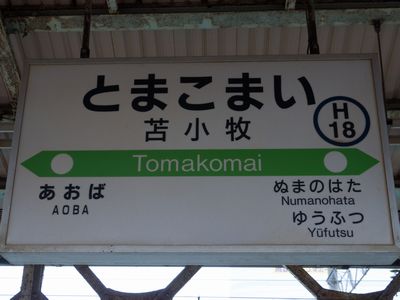 とまこまい
苫小牧
H
18
Tomakomai
あおば
AOBA
ぬまのはた
Numanohata
ゆうふつ
Yūfutsu